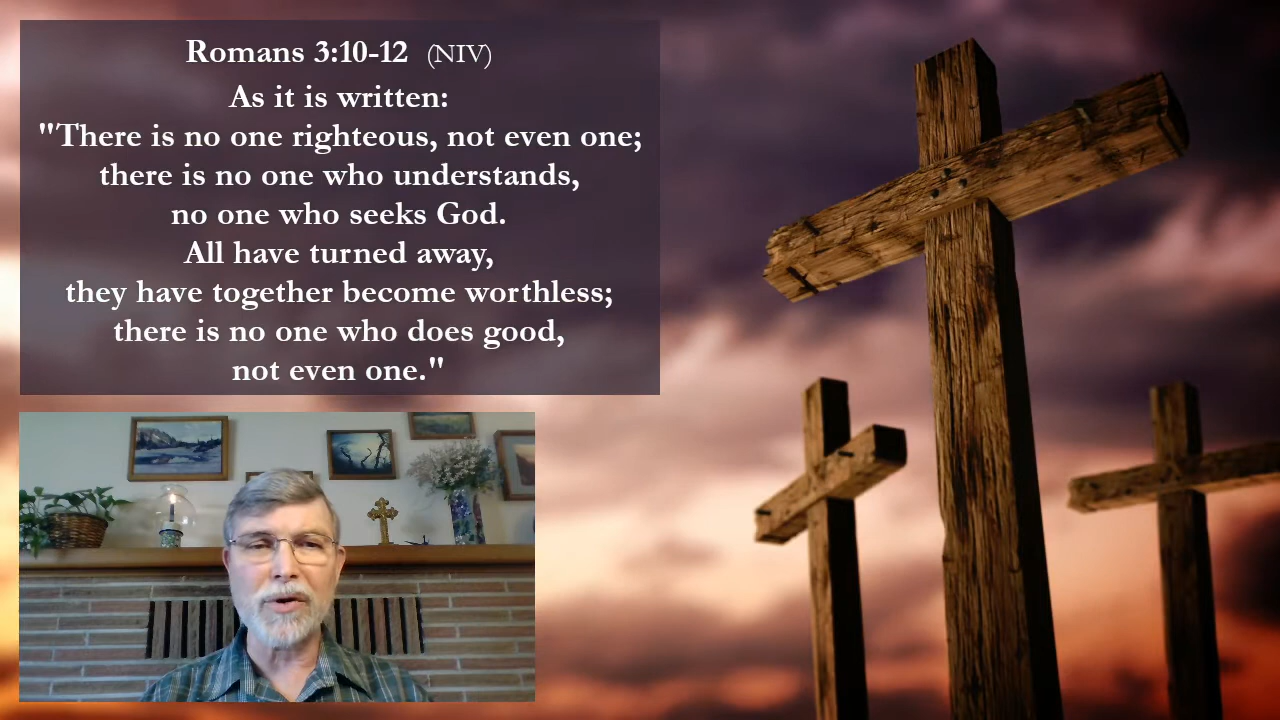 Romans 3:10-12 (NIV)
As it is written:
"There is no one righteous, not even one;
there is no one who understands,
no one who seeks God.
All have turned away,
they have together become worthless;
there is no one who does good,
not even one."